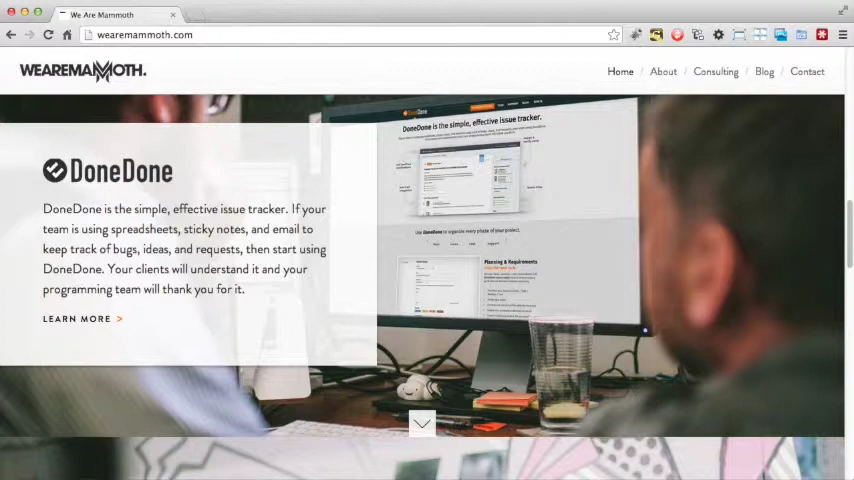 We Are Mammoth
wearemammoth.com
WEAREMAMMOTH.
Home / About / Consulting / Blog / Contact
DoneDone
DoneDone is the simple, effective issue tracker. If your
team is using spreadsheets, sticky notes, and email to
keep track of bugs, ideas, and requests, then start using
DoneDone. Your clients will understand it and your
programming team will thank you for it.
LEARN MORE >
DoneDone
DoneDone is the simple, effective issue tracker.
Use DoneDone to organize every phase of your project.
Planning & Requirements